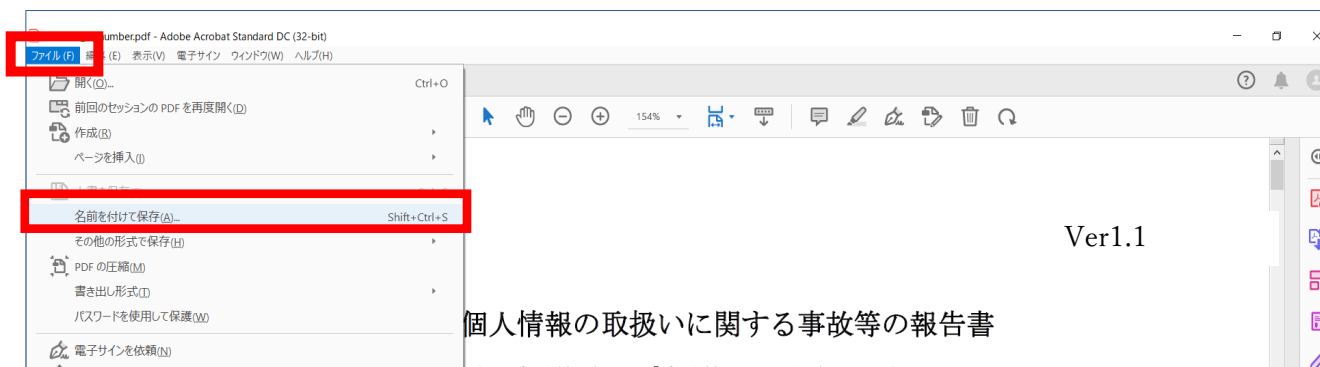 umber.pdf - Adobe Acrobat Standard DC (32-bit)
ファイル(F) (E) 表示(V) 電子サイン ウィンドウ(W) ヘルプ(H)
開く(O)... Ctrl+O
前回のセッションの PDF を再度開く(D)
作成(R)
ページを挿入(I)
154%
名前を付けて保存(A)... Shift+Ctrl+S
その他の形式で保存(H)
Ver1.1
PDF の圧縮(M)
書き出し形式(T)
パスワードを使用して保護(W)
個人情報の取扱いに関する事故等の報告書
電子サインを依頼(N)